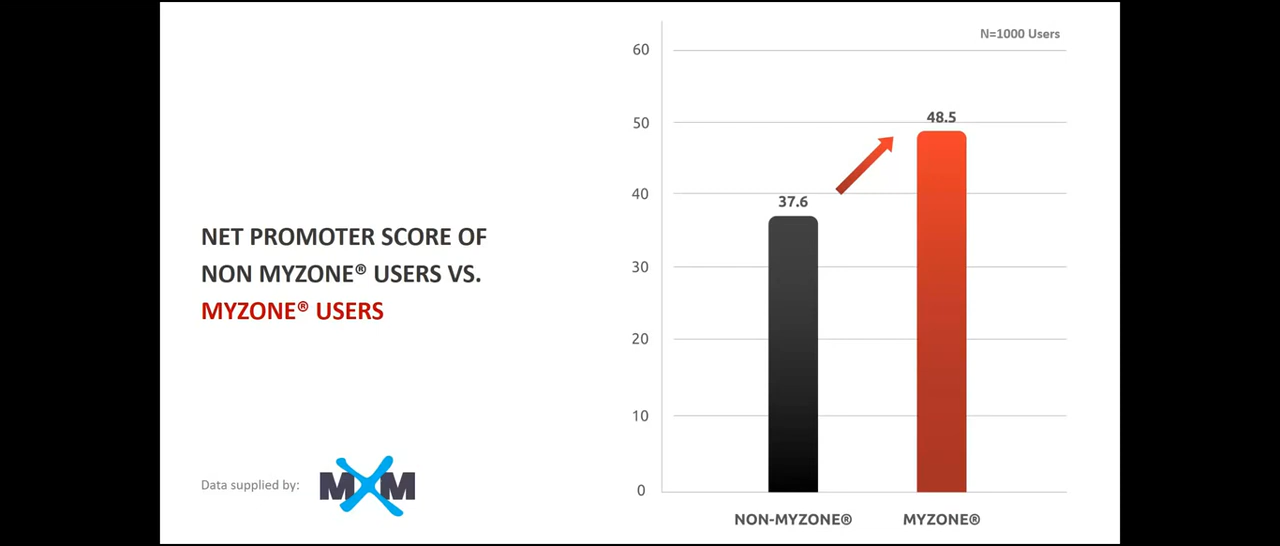 NET PROMOTER SCORE OF
NON MYZONE® USERS VS.
MYZONE® USERS
Data supplied by:
MXM
N=1000 Users
60
50
40
30
20
10
0
37.6
48.5
NON-MYZONE®
MYZONE®